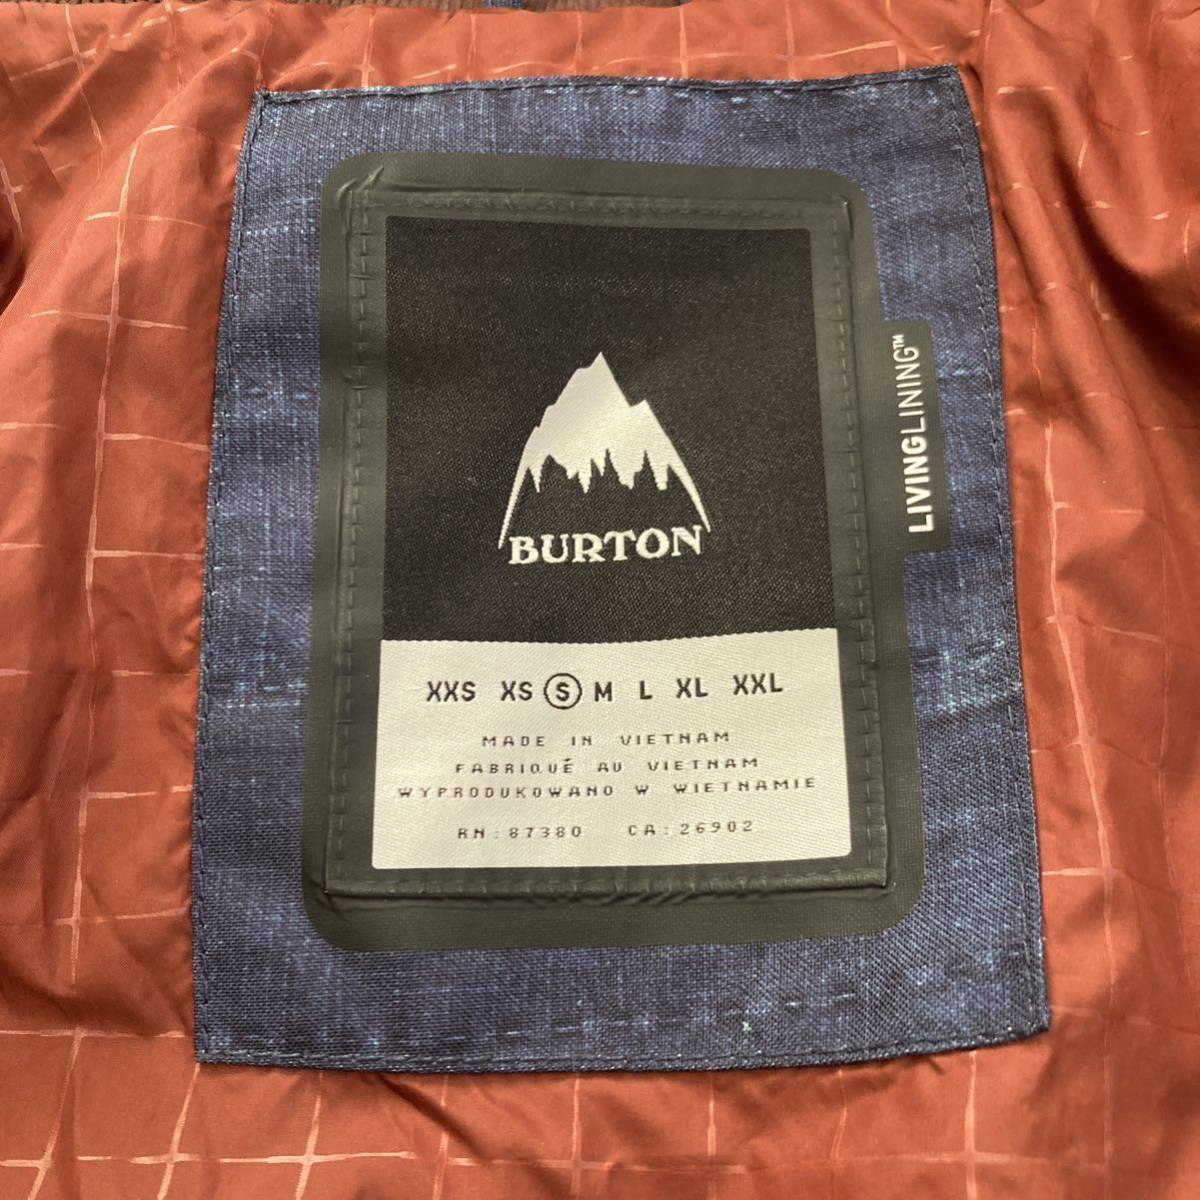 BURTON
LIVINGLINING™
XXS XS S M L XL XXL
MADE IN VIETNAM
FABRIQUÉ AU VIETNAM
WYPRODUKOWANO W WIETNAMIE
RN: 87380 CA: 26902